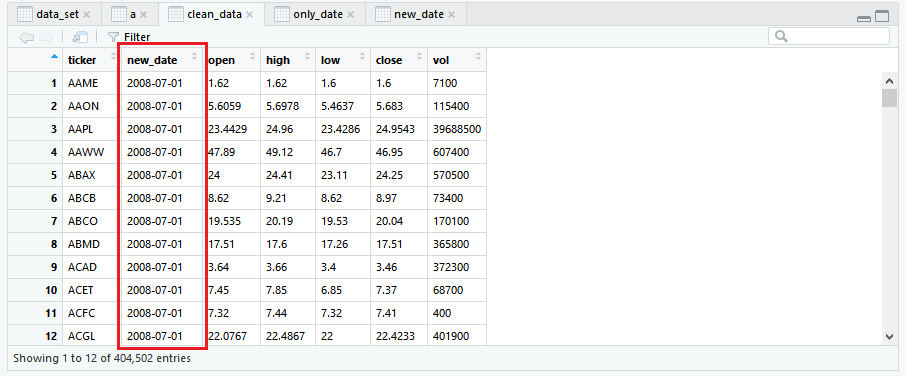 data_set a clean_data only_date new_date
Filter
ticker new_date open high low close vol
1 AAME 2008-07-01 1.62 1.62 1.6 1.6 7100
2 AAON 2008-07-01 5.6059 5.6978 5.4637 5.683 115400
3 AAPL 2008-07-01 23.4429 24.96 23.4286 24.9543 39688500
4 AAWW 2008-07-01 47.89 49.12 46.7 46.95 607400
5 ABAX 2008-07-01 24 24.41 23.11 24.25 570500
6 ABCB 2008-07-01 8.62 9.21 8.62 8.97 73400
7 ABCO 2008-07-01 19.535 20.19 19.53 20.04 170100
8 ABMD 2008-07-01 17.51 17.6 17.26 17.51 365800
9 ACAD 2008-07-01 3.64 3.66 3.4 3.46 372300
10 ACET 2008-07-01 7.45 7.85 6.85 7.37 68700
11 ACFC 2008-07-01 7.32 7.44 7.32 7.41 400
12 ACGL 2008-07-01 22.0767 22.4867 22 22.4233 401900
Showing 1 to 12 of 404,502 entries